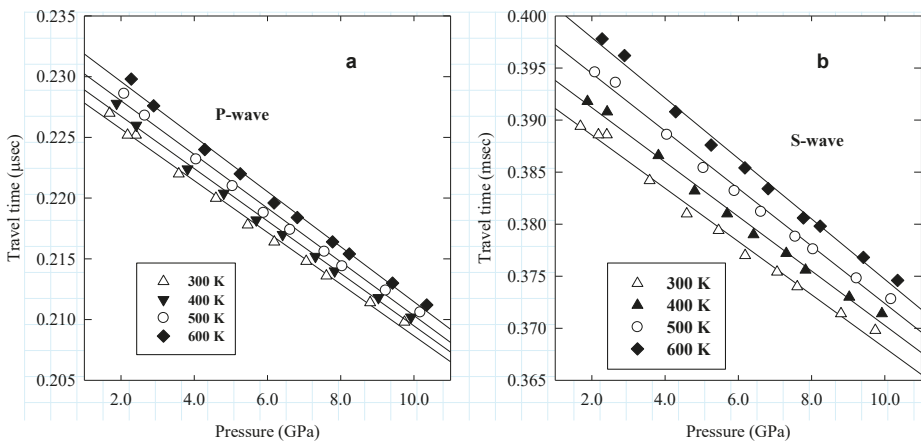 0.235
0.230
0.225
0.220
0.215
0.210
0.205
Travel time (μsec)
a
P-wave
300 K
400 K
500 K
600 K
2.0 4.0 6.0 8.0 10.0
Pressure (GPa)
0.400
0.395
0.390
0.385
0.380
0.375
0.370
0.365
Travel time (msec)
b
S-wave
300 K
400 K
500 K
600 K
2.0 4.0 6.0 8.0 10.0
Pressure (GPa)